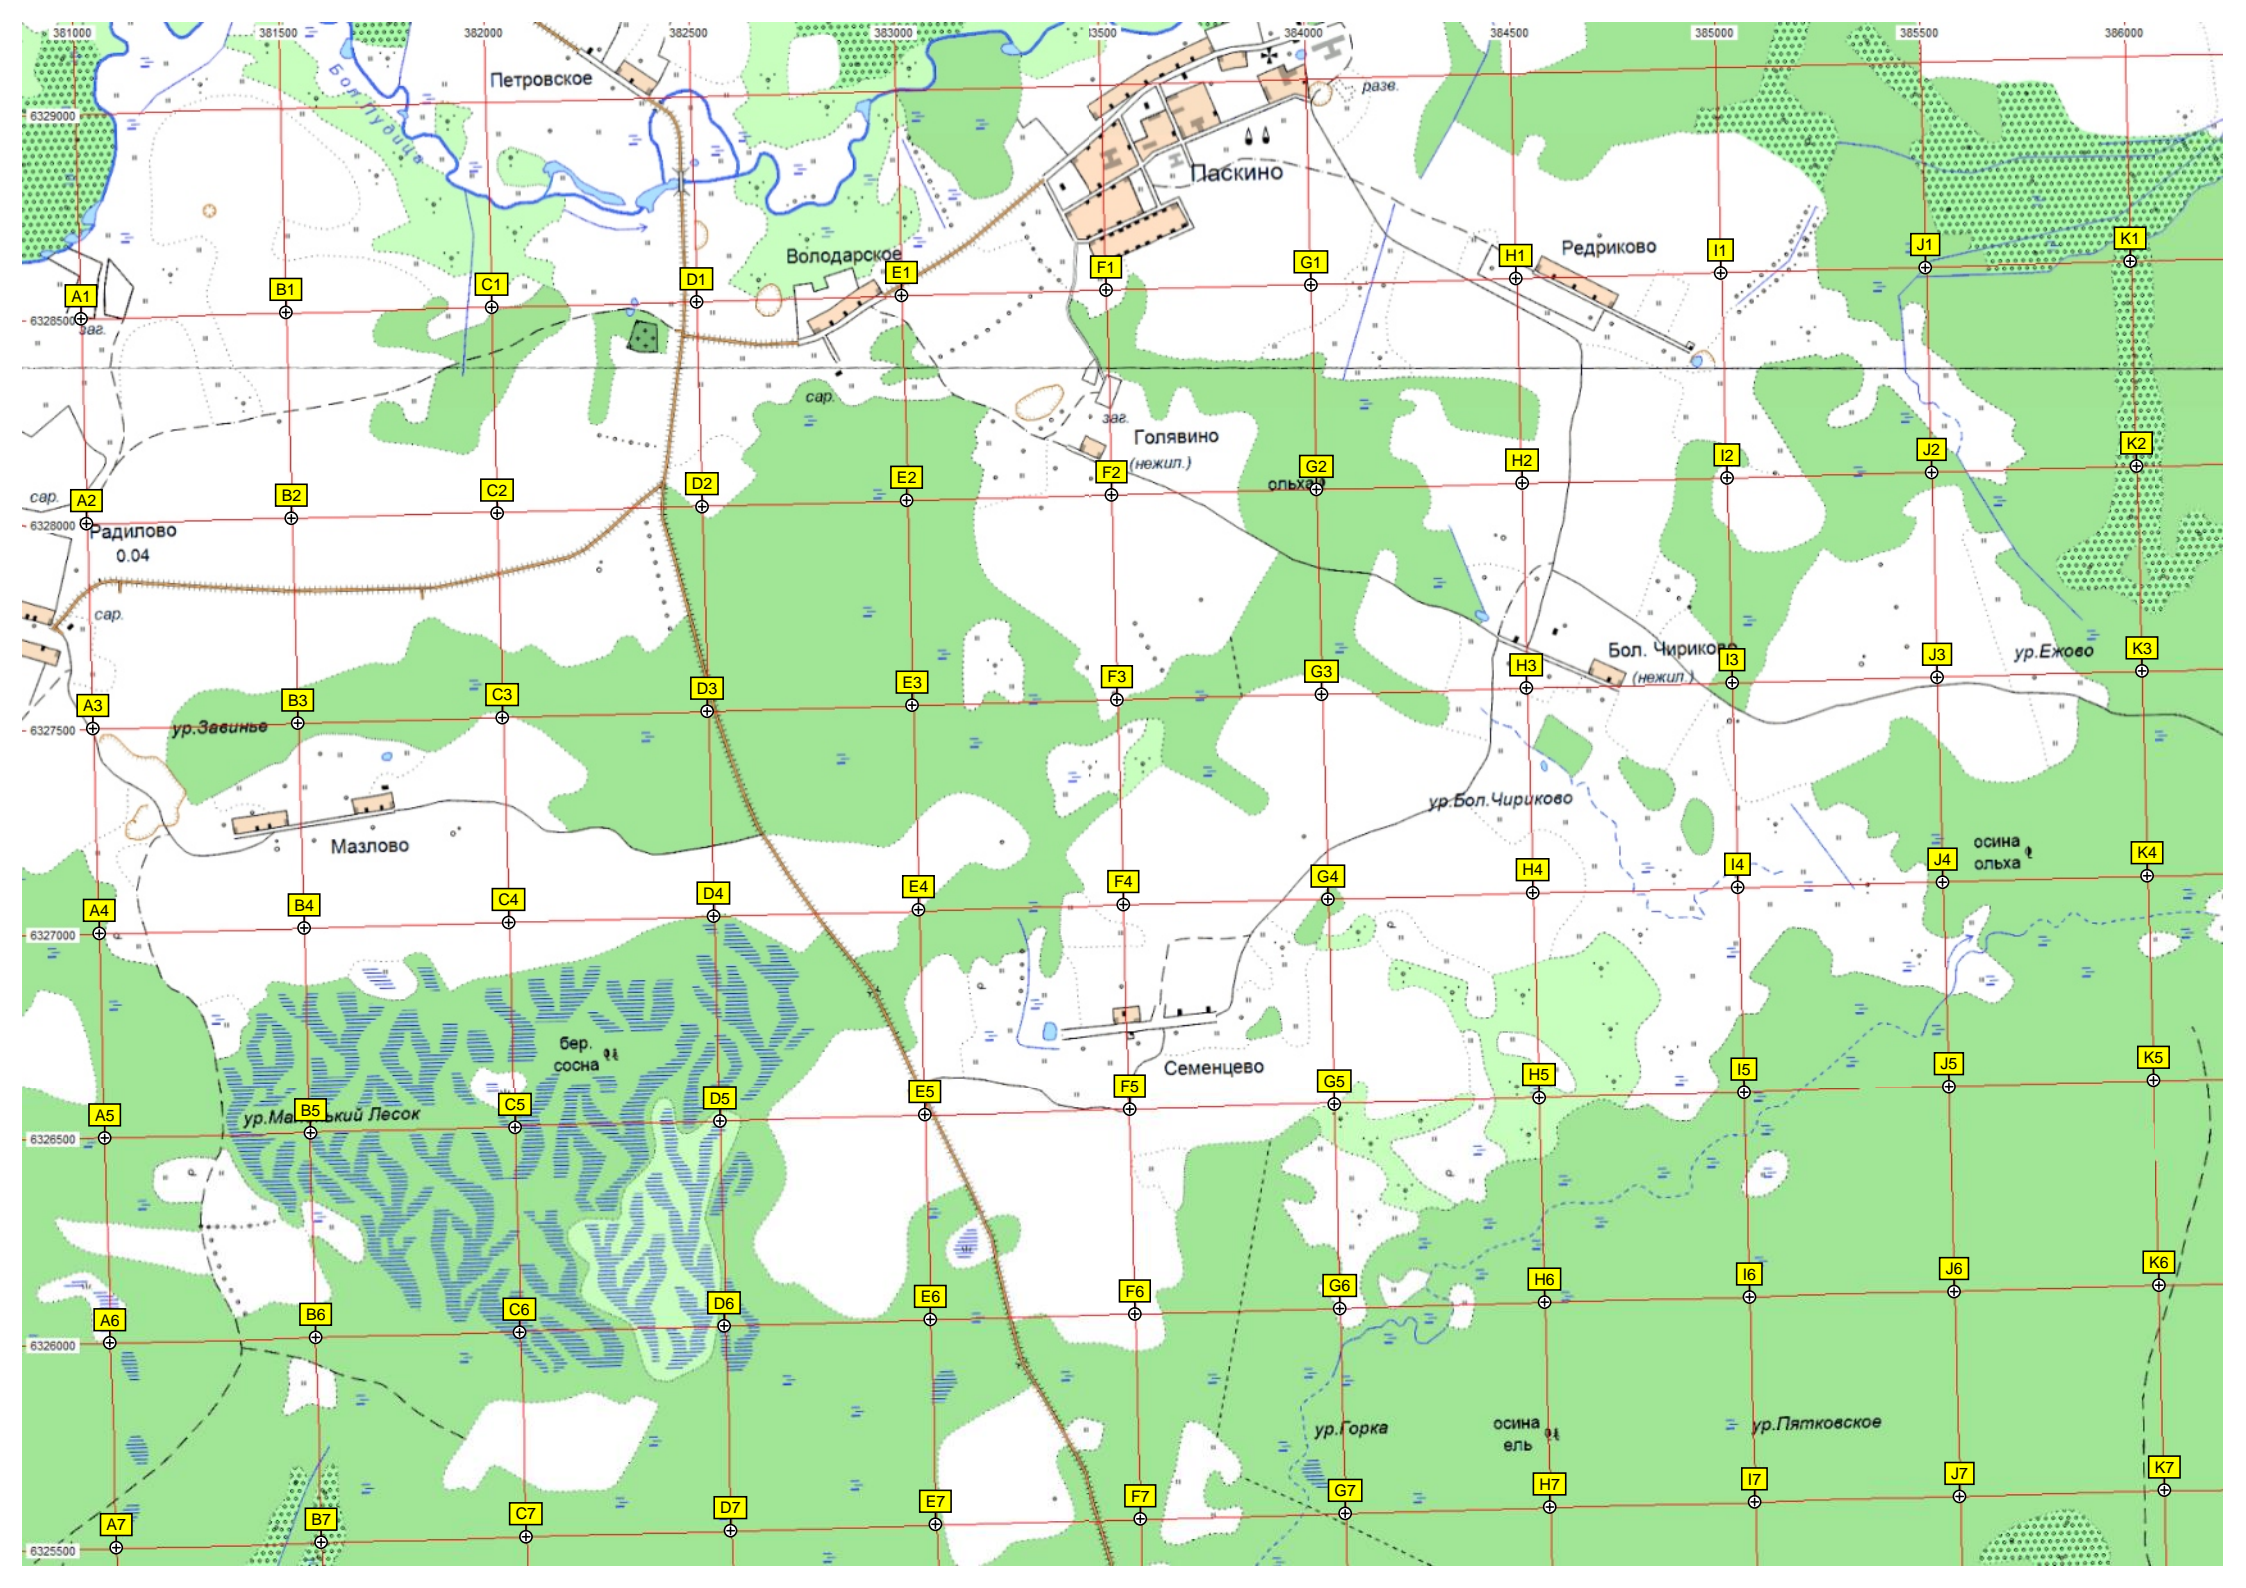 381000 381500 382000 382500 383000 3500 384000 384500 385000 385500 386000
Петровское
разв.
Бол.Пудица
6329000
Паскино
Володарское
Редриково
A1 B1 C1 D1 E1 F1 G1 H1 I1 J1 K1
6328500
заг.
сар.
заг.
Голявино
(нежил.)
ольха
сар.
A2 B2 C2 D2 E2 F2 G2 H2 I2 J2 K2
6328000
Радилово
0.04
сар.
Бол. Чириково
(нежил.)
ур.Ежово
A3 B3 C3 D3 E3 F3 G3 H3 I3 J3 K3
6327500
ур.Завинье
ур.Бол.Чириково
Мазлово
осина
ольха
A4 B4 C4 D4 E4 F4 G4 H4 I4 J4 K4
6327000
бер.
сосна
Семенцево
A5 B5 C5 D5 E5 F5 G5 H5 I5 J5 K5
ур.Маленький Лесок
6326500
A6 B6 C6 D6 E6 F6 G6 H6 I6 J6 K6
6326000
ур.Горка
осина
ель
ур.Пятковское
A7 B7 C7 D7 E7 F7 G7 H7 I7 J7 K7
6325500